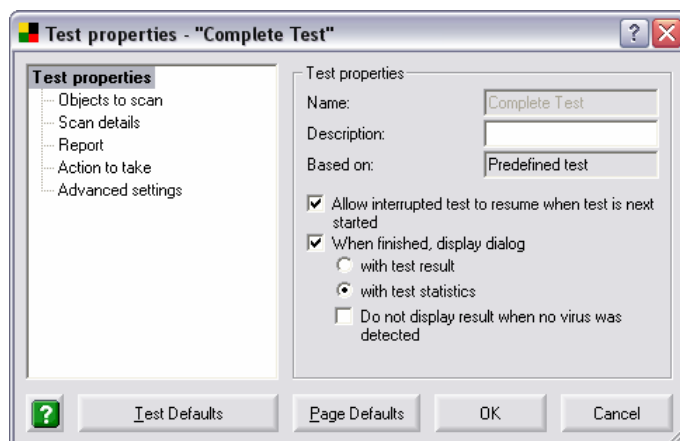 Test properties - "Complete Test"
?
Test properties
Objects to scan
Scan details
Report
Action to take
Advanced settings
Test properties
Name:
Complete Test
Description:
Based on:
Predefined test
Allow interrupted test to resume when test is next
started
When finished, display dialog
with test result
with test statistics
Do not display result when no virus was
detected
?
Test Defaults
Page Defaults
OK
Cancel